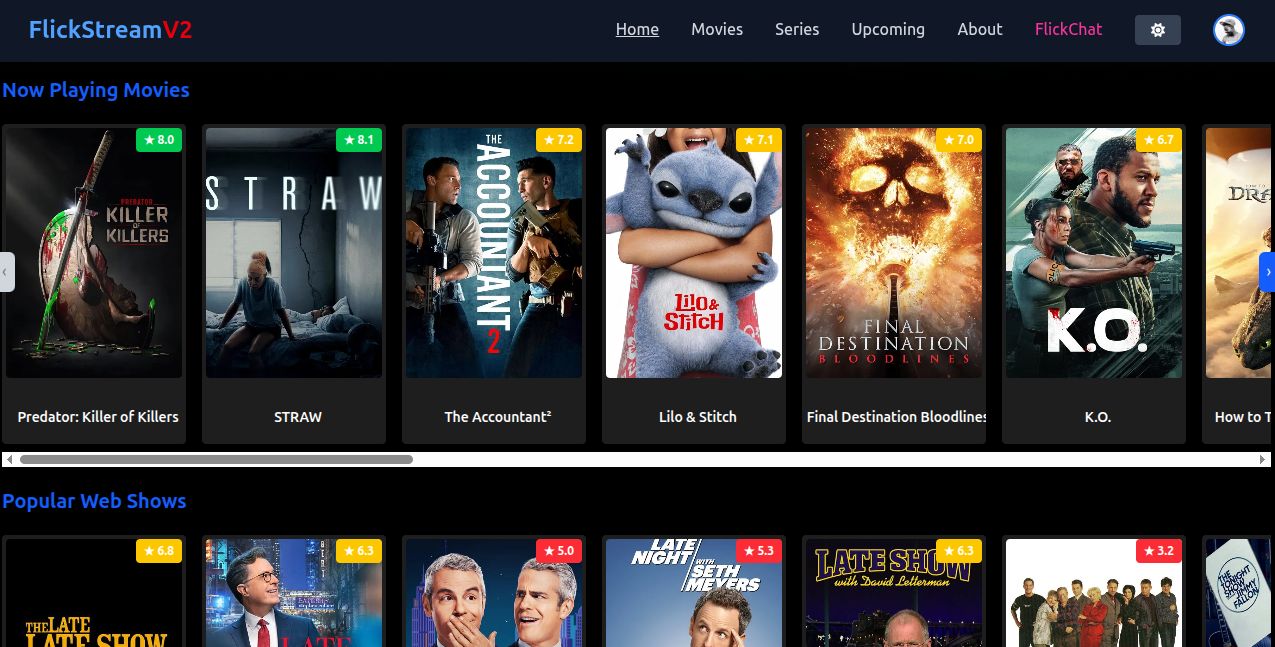 FlickStreamV2
Home
Movies
Series
Upcoming
About
FlickChat
Now Playing Movies
★ 8.0
★ 8.1
★ 7.2
★ 7.1
★ 7.0
★ 6.7
PREDATOR
KILLER
OF
KILLERS
STRAW
THE
ACCOUNTANT
2
Lilo &
Stitch
FINAL
DESTINATION
BLOODLINES
K.O.
HOW TO
DRA
‹
›
Predator: Killer of Killers
STRAW
The Accountant²
Lilo & Stitch
Final Destination Bloodlines
K.O.
How to T
Popular Web Shows
★ 6.8
★ 6.3
★ 5.0
★ 5.3
★ 6.3
★ 3.2
THE LATE
LATE SHOW
LATE
LATE
NIGHT
WITH
SETH
MEYERS
LATE SHOW
with David Letterman
THE
TONIGHT
SHOW
JIMMY
FALLON